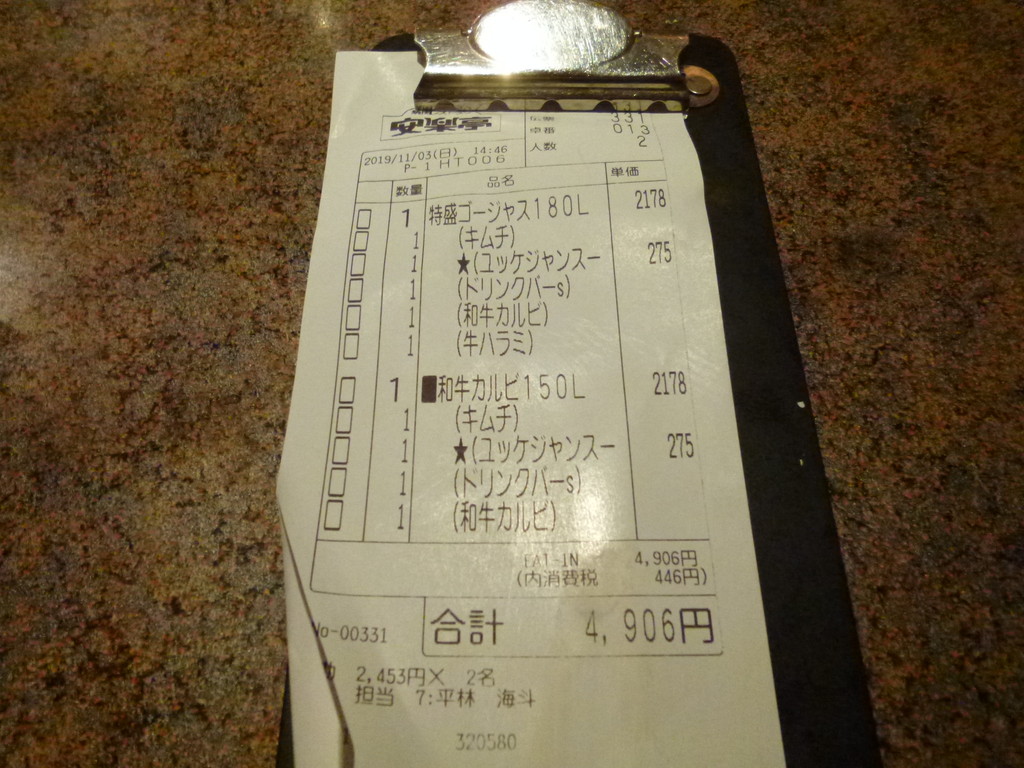 安楽亭
伝票 331
卓番 013
人数 2
2019/11/03(日) 14:46
P- 1 HT006
数量 品名 単価
1 特盛ゴージャス180L 2178
1 (キムチ)
1 ★(ユッケジャンスー 275
1 (ドリンクバーs)
1 (和牛カルビ)
1 (牛ハラミ)
1 ■和牛カルビ150L 2178
1 (キムチ)
1 ★(ユッケジャンスー 275
1 (ドリンクバーs)
1 (和牛カルビ)
EAT-IN 4,906円
(内消費税 446円)
合計 4,906円
No-00331
2,453円× 2名
担当 7:平林 海斗
320580